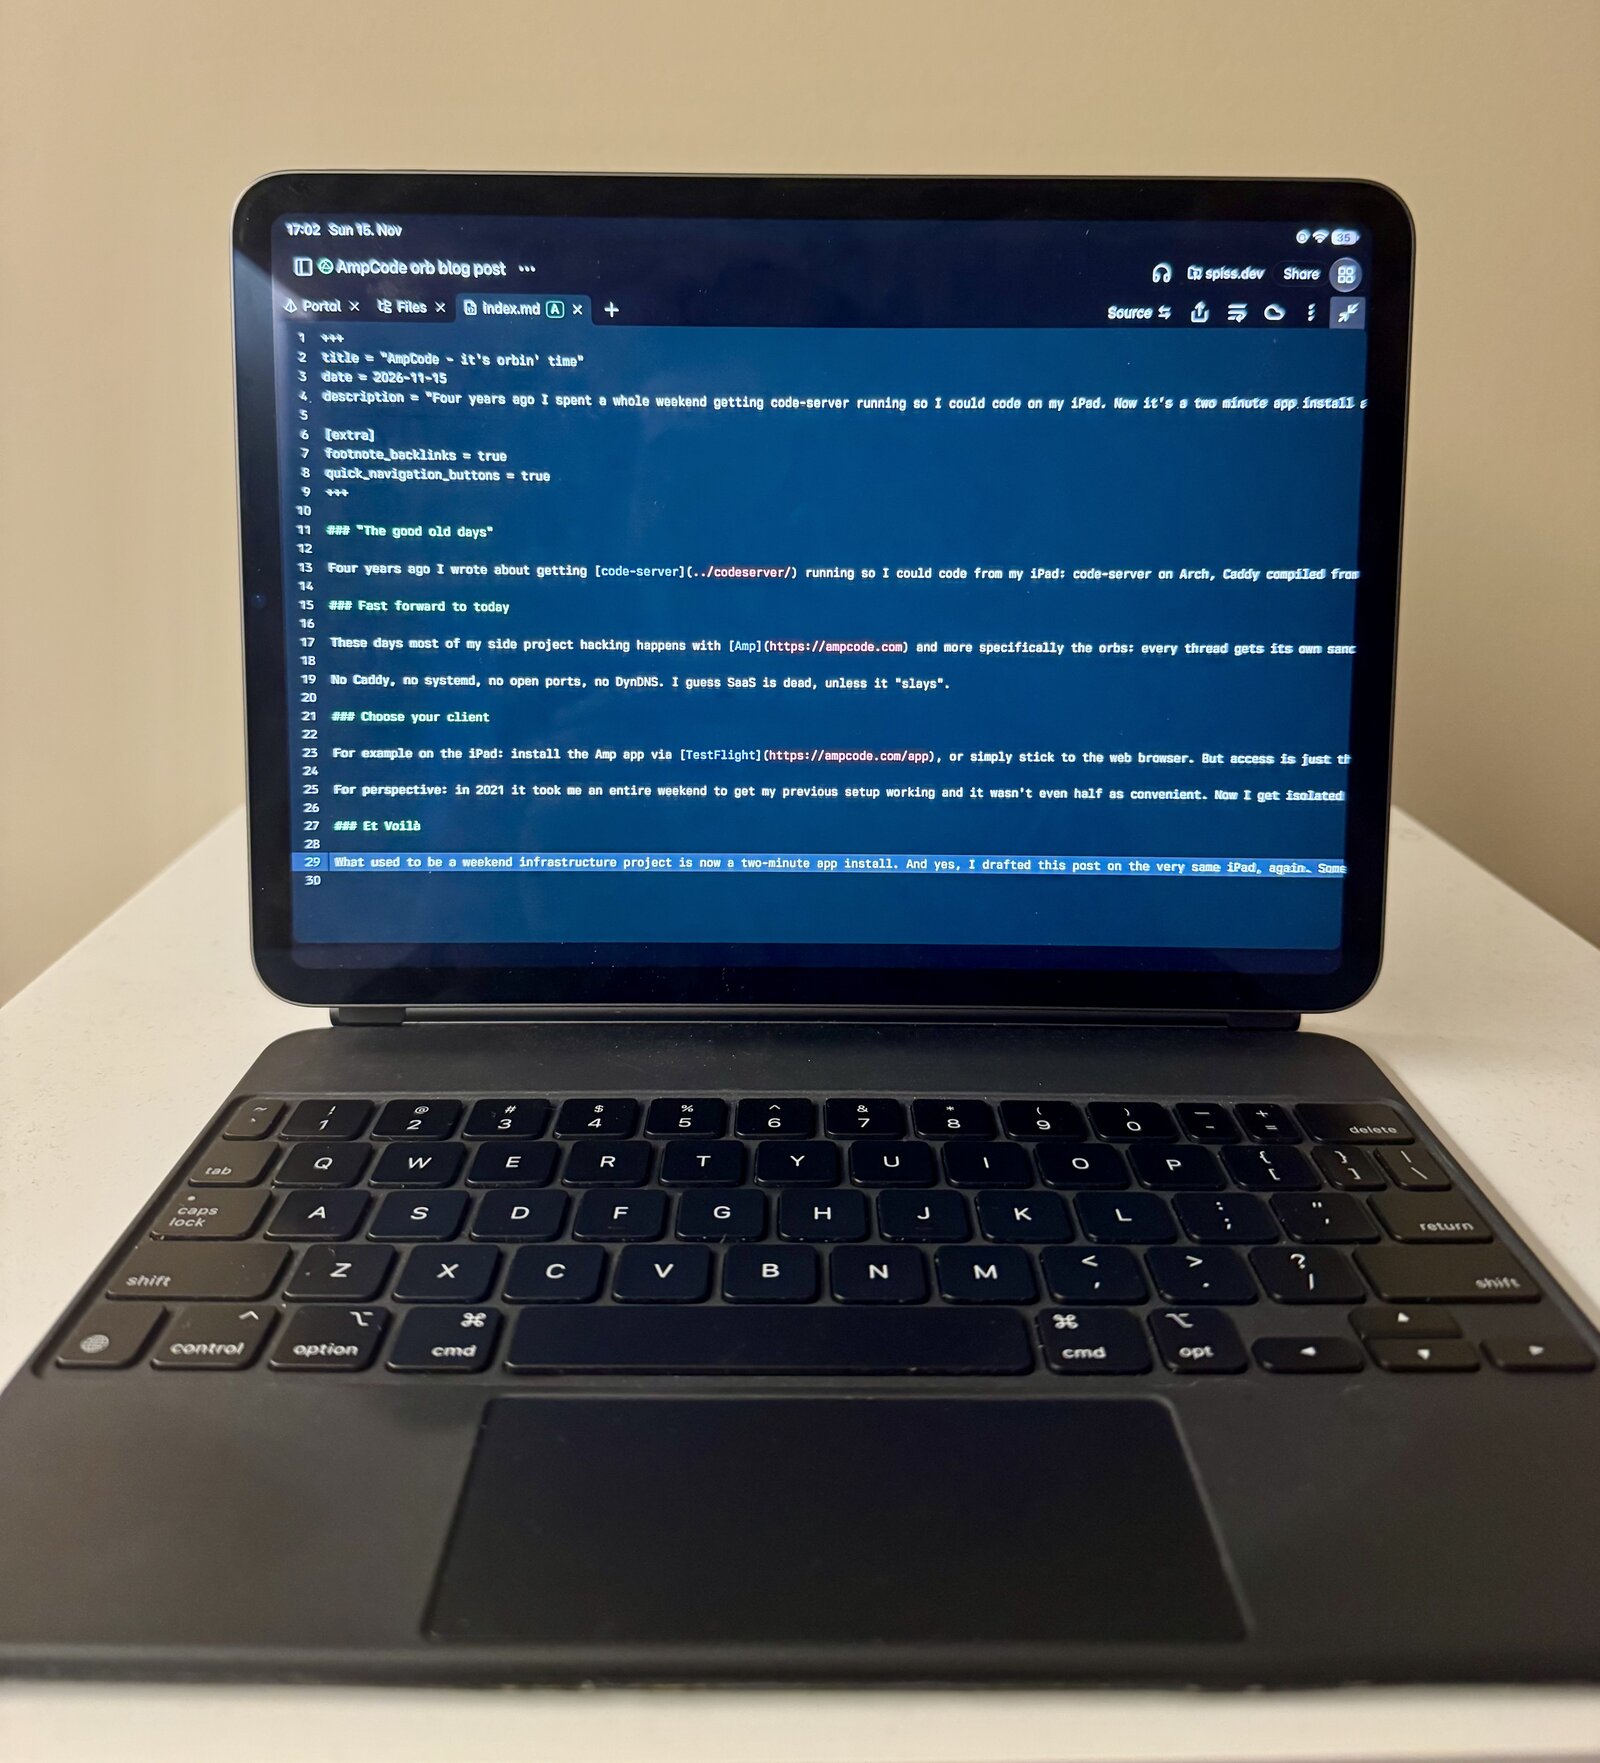 17:02 Sun 15. Nov
35
AmpCode orb blog post ...
spiss.dev Share
Portal × Files × index.md A × +
Source
1 +++
2 title = "AmpCode - it's orbin' time"
3 date = 2026-11-15
4 description = "Four years ago I spent a whole weekend getting code-server running so I could code on my iPad. Now it's a two minute app install
5
6 [extra]
7 footnote_backlinks = true
8 quick_navigation_buttons = true
9 +++
10
11 ### "The good old days"
12
13 Four years ago I wrote about getting [code-server](../codeserver/) running so I could code from my iPad: code-server on Arch, Caddy compiled from
14
15 ### Fast forward to today
16
17 These days most of my side project hacking happens with [Amp](https://ampcode.com) and more specifically the orbs: every thread gets its own sanc
18
19 No Caddy, no systemd, no open ports, no DynDNS. I guess SaaS is dead, unless it "slays".
20
21 ### Choose your client
22
23 For example on the iPad: install the Amp app via [TestFlight](https://ampcode.com/app), or simply stick to the web browser. But access is just th
24
25 For perspective: in 2021 it took me an entire weekend to get my previous setup working and it wasn't even half as convenient. Now I get isolated
26
27 ### Et Voilà
28
29 What used to be a weekend infrastructure project is now a two-minute app install. And yes, I drafted this post on the very same iPad, again. Some
30
~ ` ! 1 @ 2 # 3 $ 4 % 5 ^ 6 & 7 * 8 ( 9 ) 0 _ - + = delete
tab Q W E R T Y U I O P { [ } ] | \
caps lock A S D F G H J K L : ; " ' return
shift Z X C V B N M < , > . ? / shift
control option cmd cmd opt